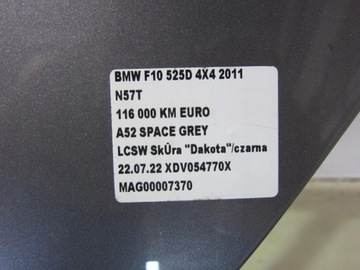 BMW F10 525D 4X4 2011
N57T
116 000 KM EURO
A52 SPACE GREY
LCSW SkÛra "Dakota"/czarna
22.07.22 XDV054770X
MAG00007370